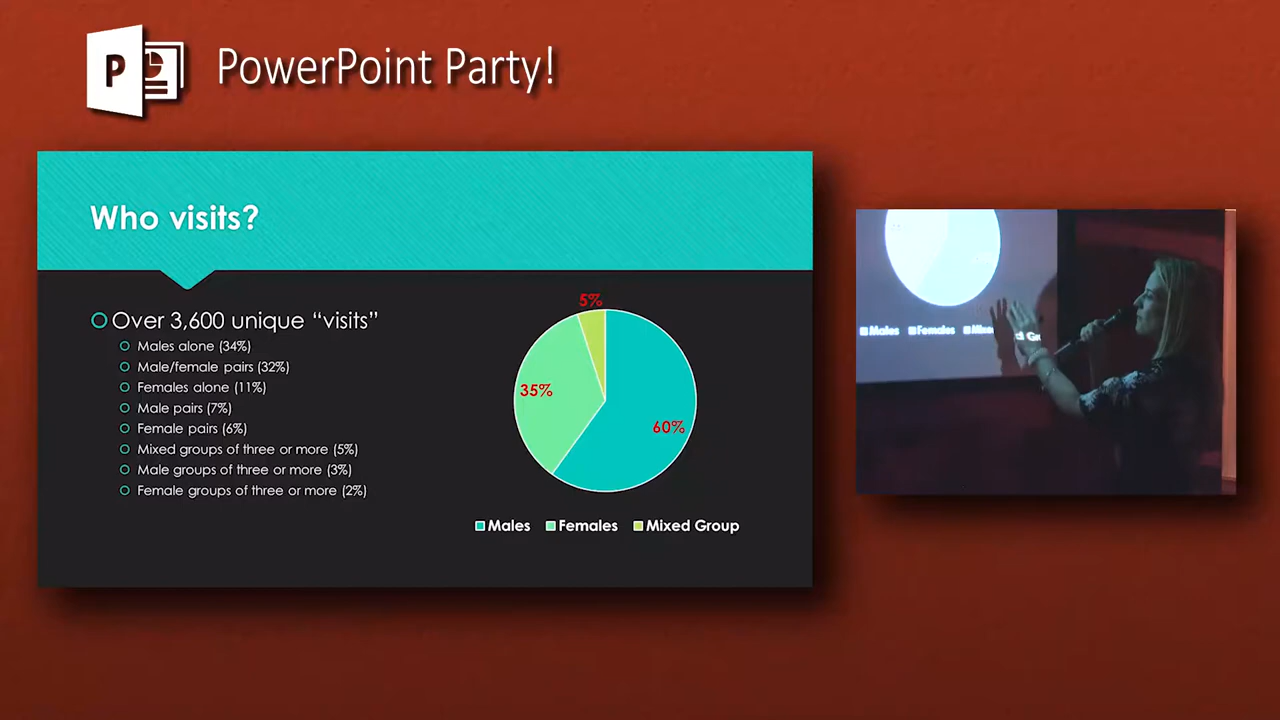 P
PowerPoint Party!
Who visits?
Over 3,600 unique “visits”
Males alone (34%)
Male/female pairs (32%)
Females alone (11%)
Male pairs (7%)
Female pairs (6%)
Mixed groups of three or more (5%)
Male groups of three or more (3%)
Female groups of three or more (2%)
5%
35%
60%
Males Females Mixed Group
Males Females